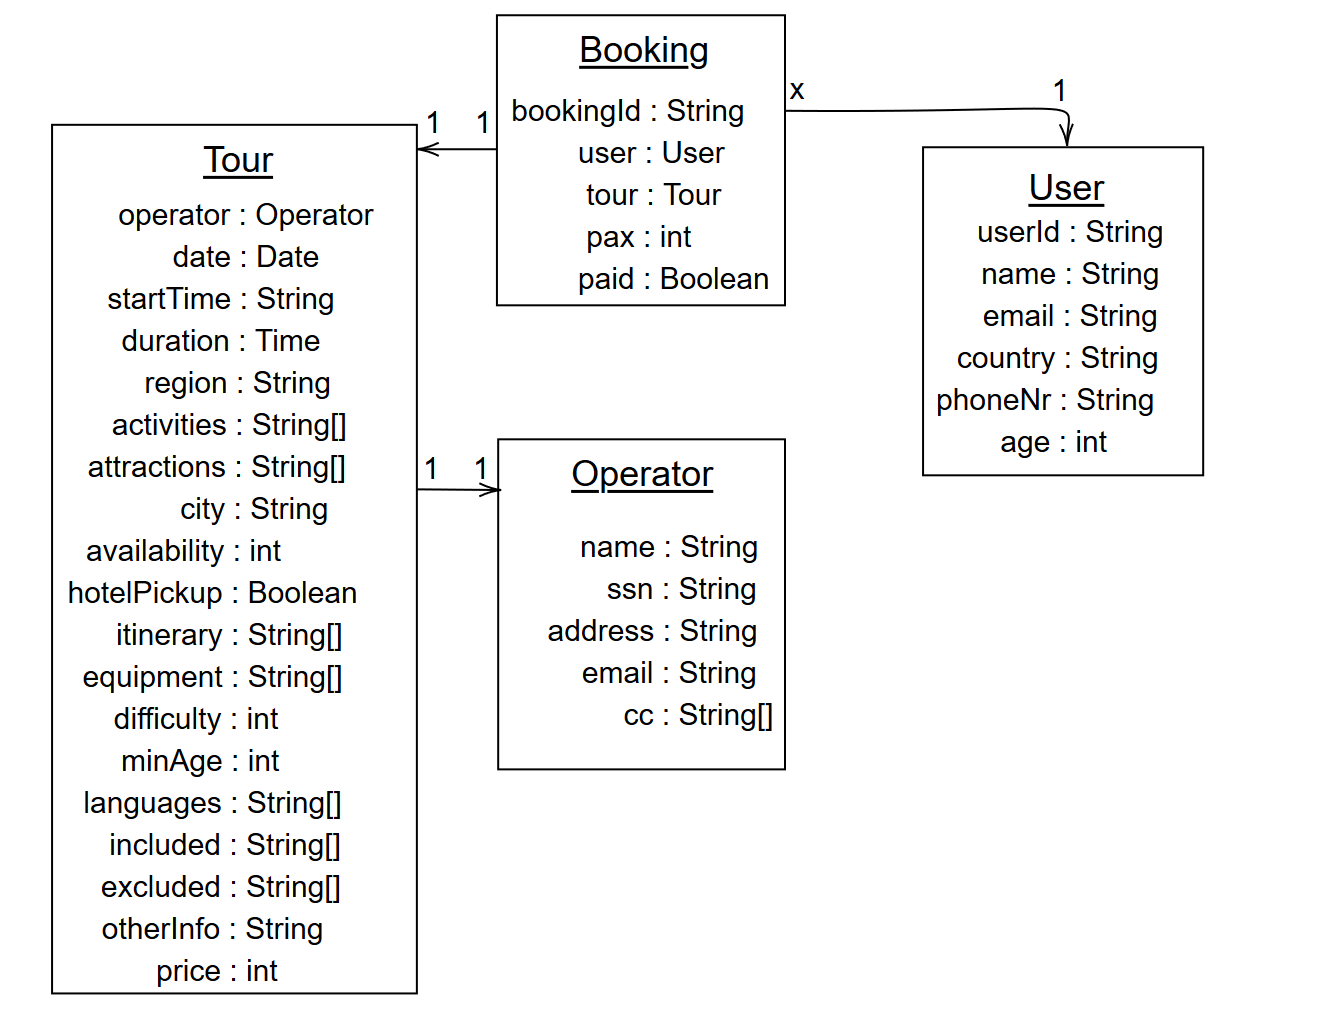 Booking
bookingId : String
user : User
tour : Tour
pax : int
paid : Boolean
x
1
1
1
Tour
operator : Operator
date : Date
startTime : String
duration : Time
region : String
activities : String[]
attractions : String[]
city : String
availability : int
hotelPickup : Boolean
itinerary : String[]
equipment : String[]
difficulty : int
minAge : int
languages : String[]
included : String[]
excluded : String[]
otherInfo : String
price : int
User
userId : String
name : String
email : String
country : String
phoneNr : String
age : int
1
1
Operator
name : String
ssn : String
address : String
email : String
cc : String[]